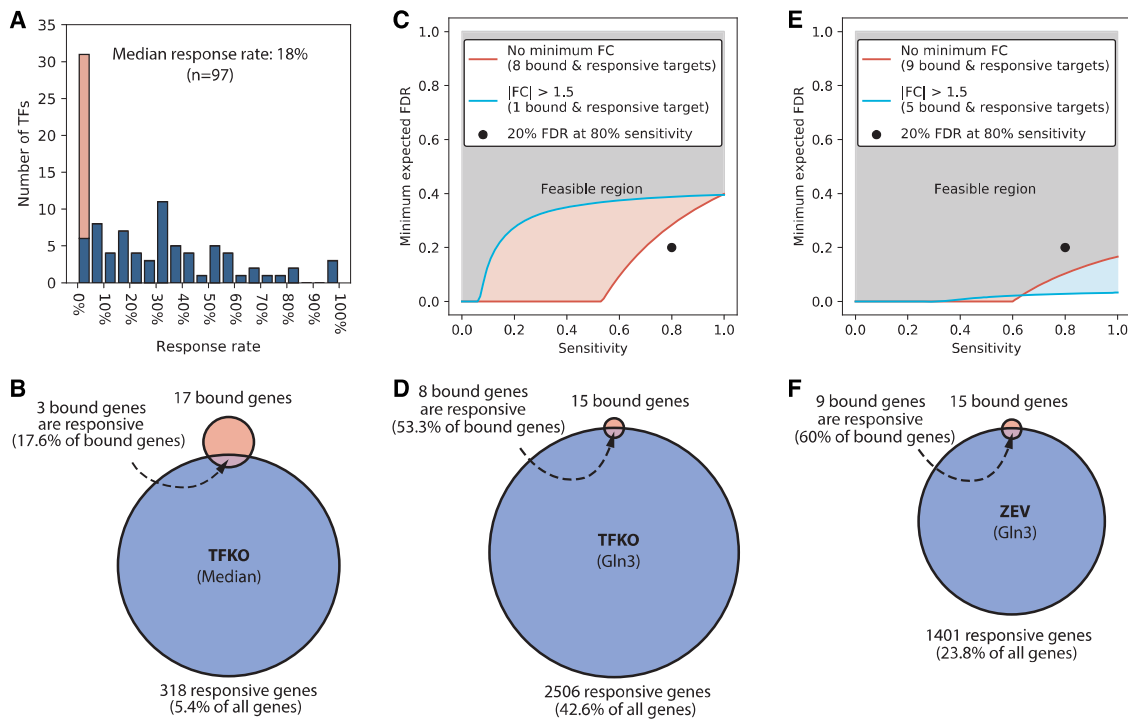 A
35
30
25
20
15
10
5
0
Number of TFs
Median response rate: 18%
(n=97)
0%
10%
20%
30%
40%
50%
60%
70%
80%
90%
100%
Response rate
C
1.0
0.8
0.6
0.4
0.2
0.0
Minimum expected FDR
No minimum FC
(8 bound & responsive targets)
|FC| > 1.5
(1 bound & responsive target)
20% FDR at 80% sensitivity
Feasible region
0.0
0.2
0.4
0.6
0.8
1.0
Sensitivity
E
1.0
0.8
0.6
0.4
0.2
0.0
Minimum expected FDR
No minimum FC
(9 bound & responsive targets)
|FC| > 1.5
(5 bound & responsive targets)
20% FDR at 80% sensitivity
Feasible region
0.0
0.2
0.4
0.6
0.8
1.0
Sensitivity
B
3 bound genes
are responsive
(17.6% of bound genes)
17 bound genes
TFKO
(Median)
318 responsive genes
(5.4% of all genes)
D
8 bound genes
are responsive
(53.3% of bound genes)
15 bound genes
TFKO
(Gln3)
2506 responsive genes
(42.6% of all genes)
F
9 bound genes
are responsive
(60% of bound genes)
15 bound genes
ZEV
(Gln3)
1401 responsive genes
(23.8% of all genes)